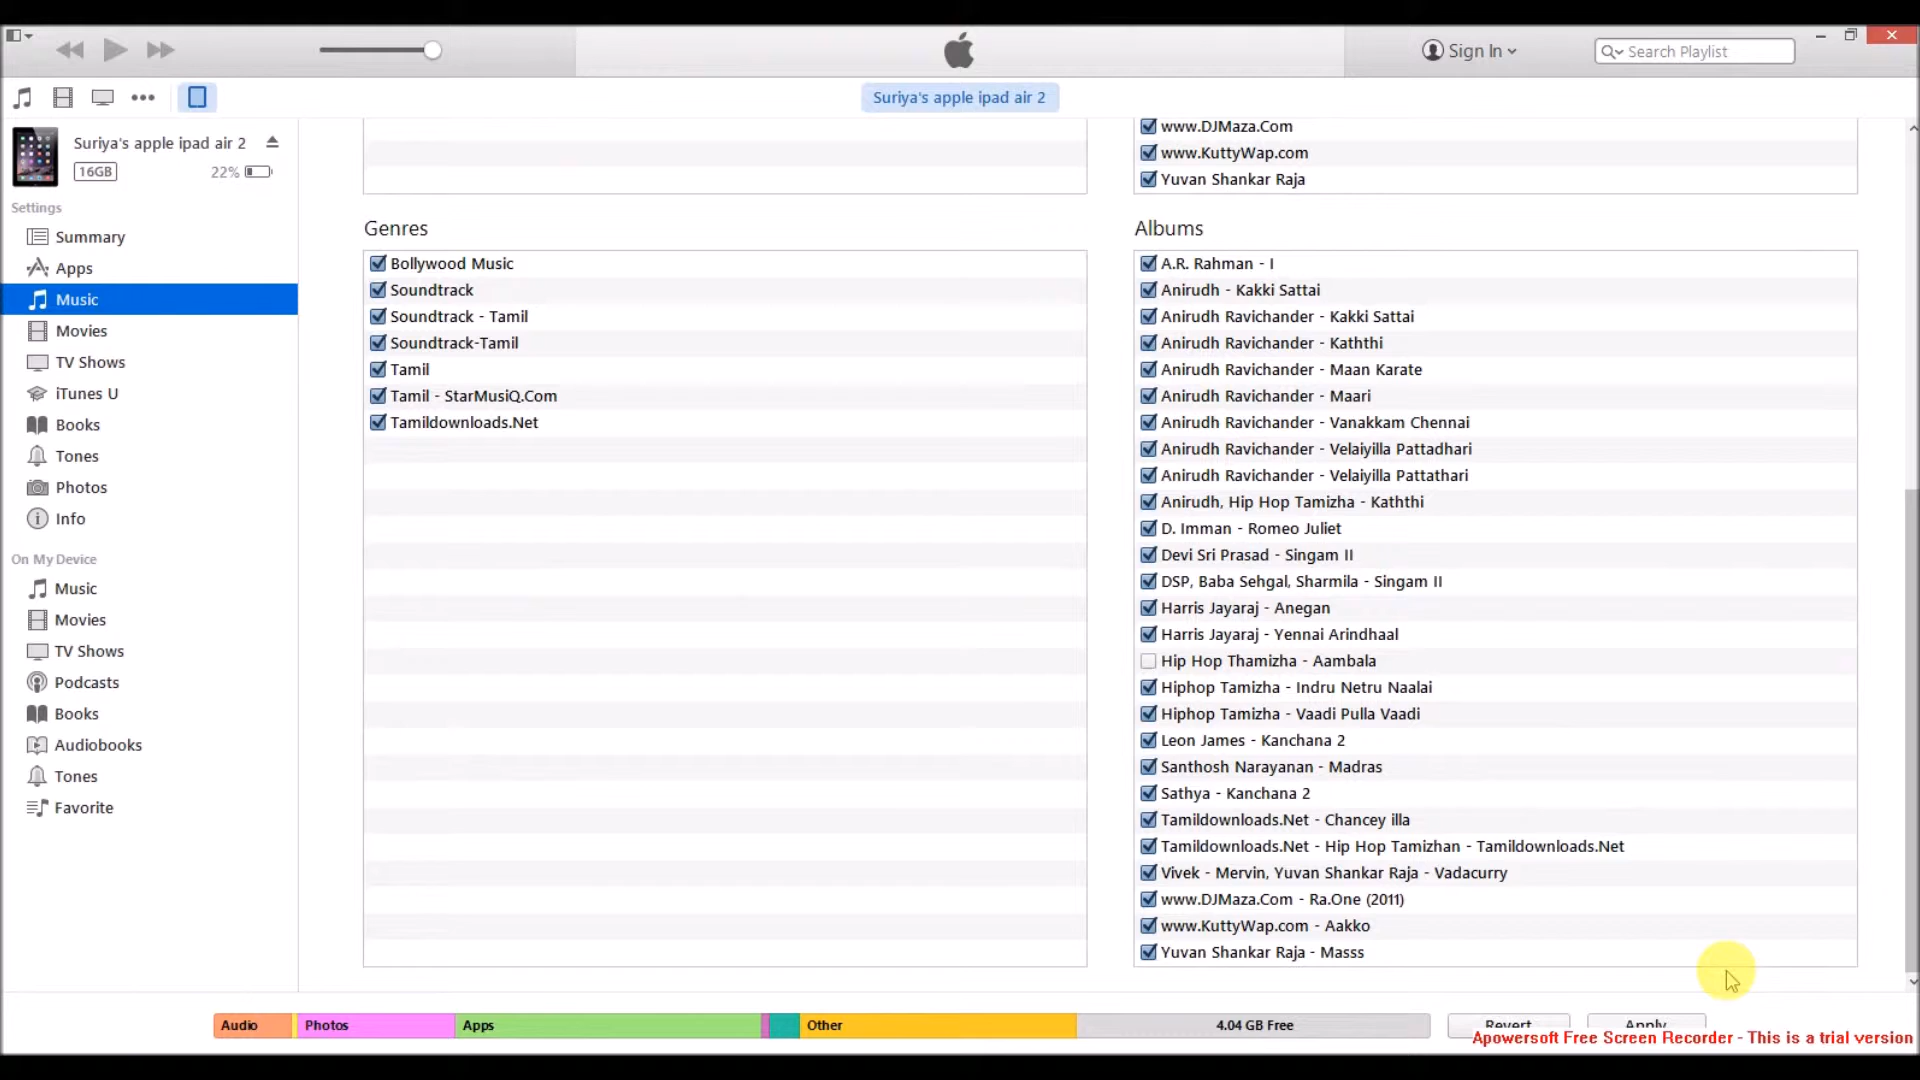 Sign In
Search Playlist
Suriya's apple ipad air 2
Suriya's apple ipad air 2
16GB
22%
Settings
Summary
Apps
Music
Movies
TV Shows
iTunes U
Books
Tones
Photos
Info
On My Device
Music
Movies
TV Shows
Podcasts
Books
Audiobooks
Tones
Favorite
www.DJMaza.Com
www.KuttyWap.com
Yuvan Shankar Raja
Genres
Bollywood Music
Soundtrack
Soundtrack - Tamil
Soundtrack-Tamil
Tamil
Tamil - StarMusiQ.Com
Tamildownloads.Net
Albums
A.R. Rahman - I
Anirudh - Kakki Sattai
Anirudh Ravichander - Kakki Sattai
Anirudh Ravichander - Kaththi
Anirudh Ravichander - Maan Karate
Anirudh Ravichander - Maari
Anirudh Ravichander - Vanakkam Chennai
Anirudh Ravichander - Velaiyilla Pattadhari
Anirudh Ravichander - Velaiyilla Pattathari
Anirudh, Hip Hop Tamizha - Kaththi
D. Imman - Romeo Juliet
Devi Sri Prasad - Singam II
DSP, Baba Sehgal, Sharmila - Singam II
Harris Jayaraj - Anegan
Harris Jayaraj - Yennai Arindhaal
Hip Hop Thamizha - Aambala
Hiphop Tamizha - Indru Netru Naalai
Hiphop Tamizha - Vaadi Pulla Vaadi
Leon James - Kanchana 2
Santhosh Narayanan - Madras
Sathya - Kanchana 2
Tamildownloads.Net - Chancey illa
Tamildownloads.Net - Hip Hop Tamizhan - Tamildownloads.Net
Vivek - Mervin, Yuvan Shankar Raja - Vadacurry
www.DJMaza.Com - Ra.One (2011)
www.KuttyWap.com - Aakko
Yuvan Shankar Raja - Masss
Audio
Photos
Apps
Other
4.04 GB Free
Revert
Apply
Apowersoft Free Screen Recorder - This is a trial version